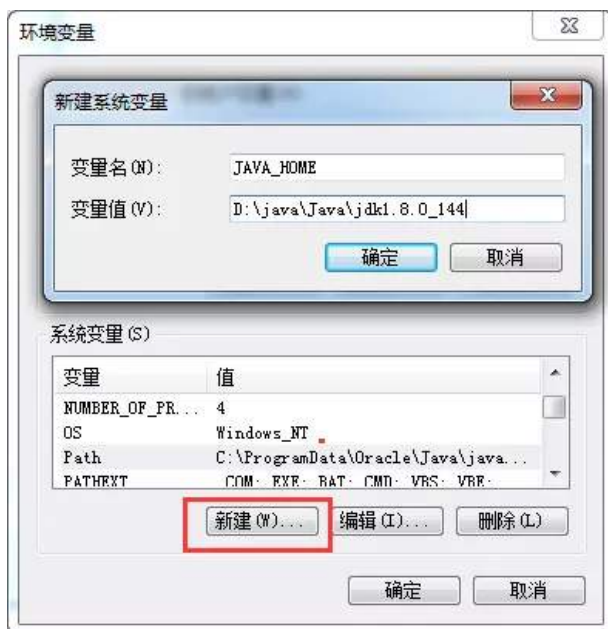 环境变量
新建系统变量
变量名(N): JAVA_HOME
变量值(V): D:\java\Java\jdk1.8.0_144
确定 取消
系统变量(S)
变量 值
NUMBER_OF_PR... 4
OS Windows_NT
Path C:\ProgramData\Oracle\Java\java...
PATHEXT .COM;.EXE;.BAT;.CMD;.VBS;.VBE;
新建(W)... 编辑(I)... 删除(L)
确定 取消